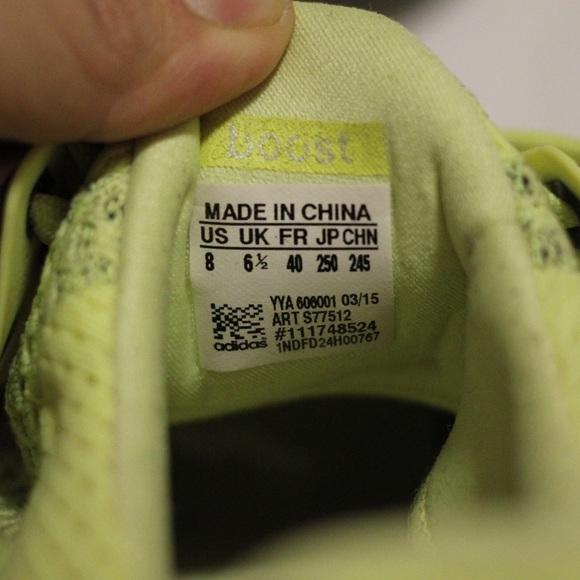 boost
MADE IN CHINA
US UK FR JP CHN
8 6½ 40 250 245
YYA 606001 03/15
ART S77512
#111748524
adidas 1NDFD24H00767